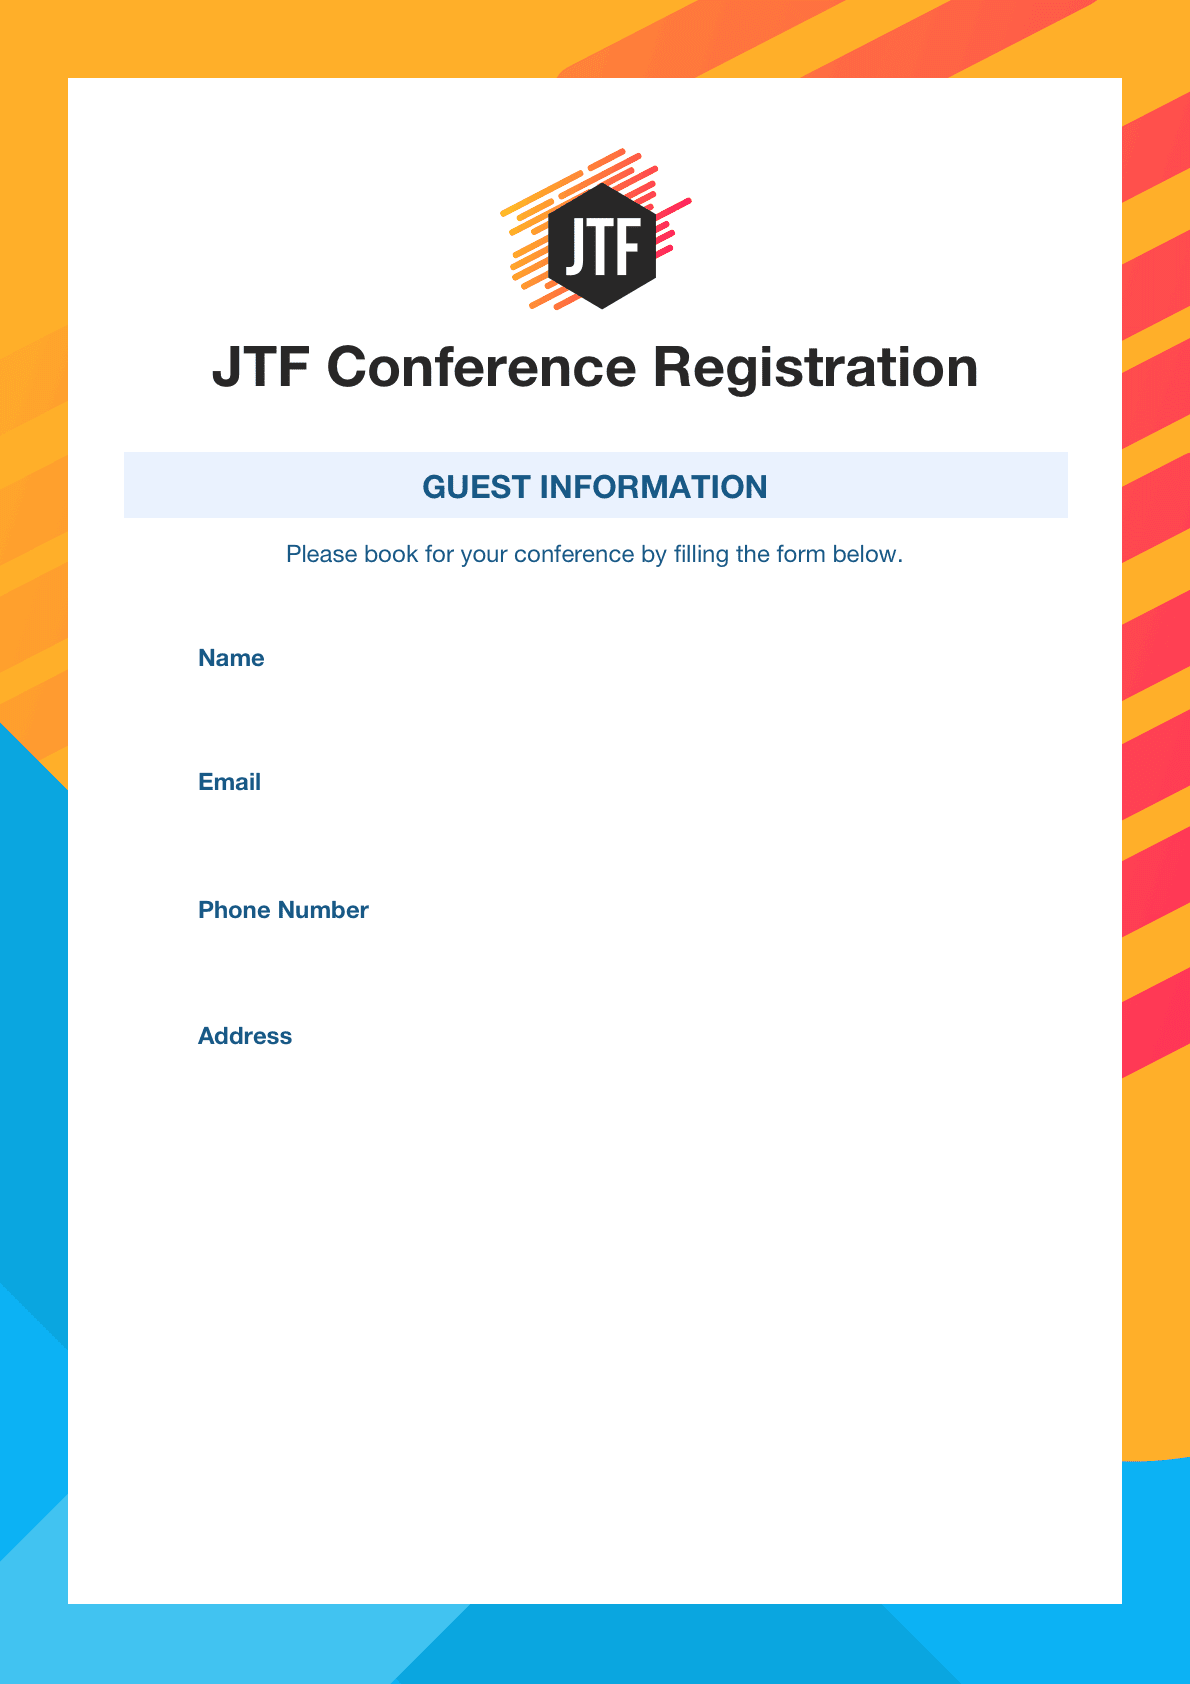 JTF
JTF Conference Registration
GUEST INFORMATION
Please book for your conference by filling the form below.
Name
Email
Phone Number
Address